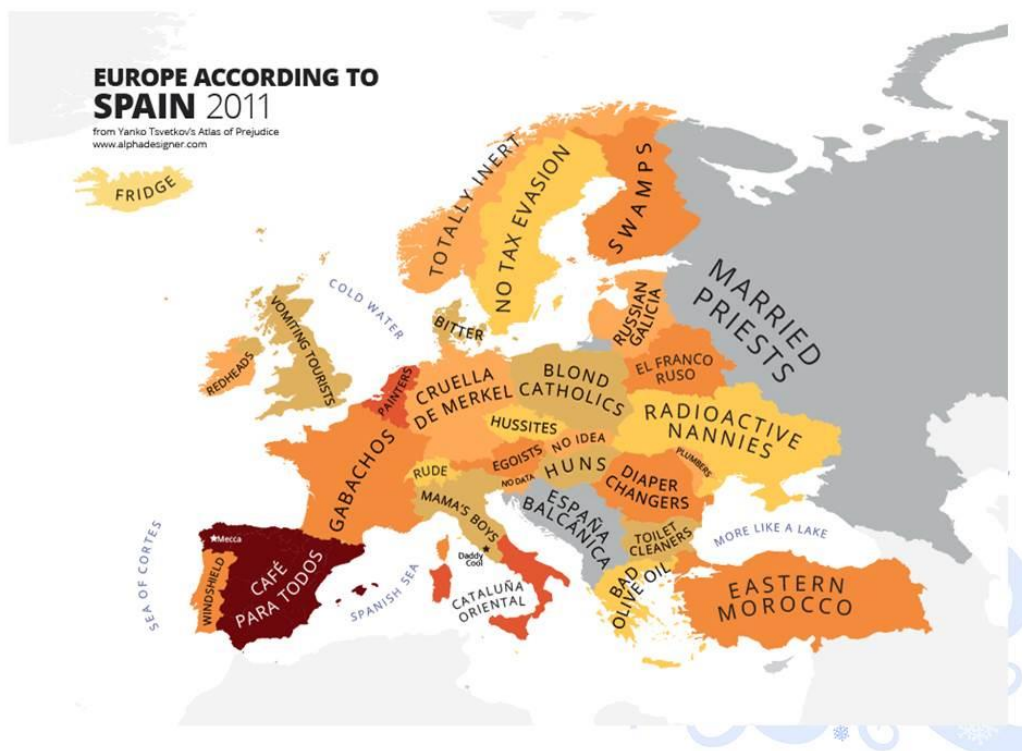 EUROPE ACCORDING TO
SPAIN 2011
from Yanko Tsvetkov's Atlas of Prejudice
www.alphadesigner.com
FRIDGE
TOTALLY INERT
NO TAX EVASION
SWAMPS
COLD WATER
MARRIED
PRIESTS
VOMITING TOURISTS
REDHEADS
BITTER
RUSSIAN
GALICIA
EL FRANCO
RUSO
PAINTERS
CRUELLA
DE MERKEL
BLOND
CATHOLICS
HUSSITES
RADIOACTIVE
NANNIES
GABACHOS
RUDE
EGOISTS
NO IDEA
HUNS
NO DATA
PLUMBERS
DIAPER
CHANGERS
MAMA'S BOYS
ESPAÑA
BALCÁNICA
TOILET
CLEANERS
MORE LIKE A LAKE
SEA OF CORTES
Mecca
WINDSHIELD
CAFÉ
PARA TODOS
SPANISH SEA
Daddy
Cool
CATALUÑA
ORIENTAL
BAD
OLIVE OIL
EASTERN
MOROCCO